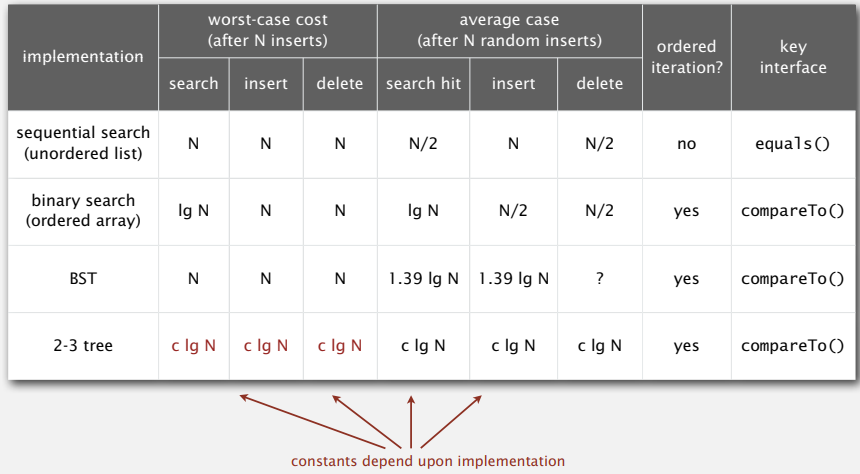 implementation
worst-case cost
(after N inserts)
average case
(after N random inserts)
ordered
iteration?
key
interface
search insert delete search hit insert delete
sequential search
(unordered list)
N N N N/2 N N/2 no equals()
binary search
(ordered array)
lg N N N lg N N/2 N/2 yes compareTo()
BST N N N 1.39 lg N 1.39 lg N ? yes compareTo()
2-3 tree c lg N c lg N c lg N c lg N c lg N c lg N yes compareTo()
constants depend upon implementation